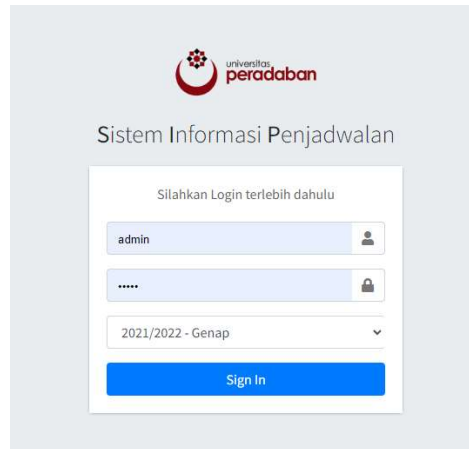 universitas
peradaban
Sistem Informasi Penjadwalan
Silahkan Login terlebih dahulu
admin
•••••
2021/2022 - Genap
Sign In